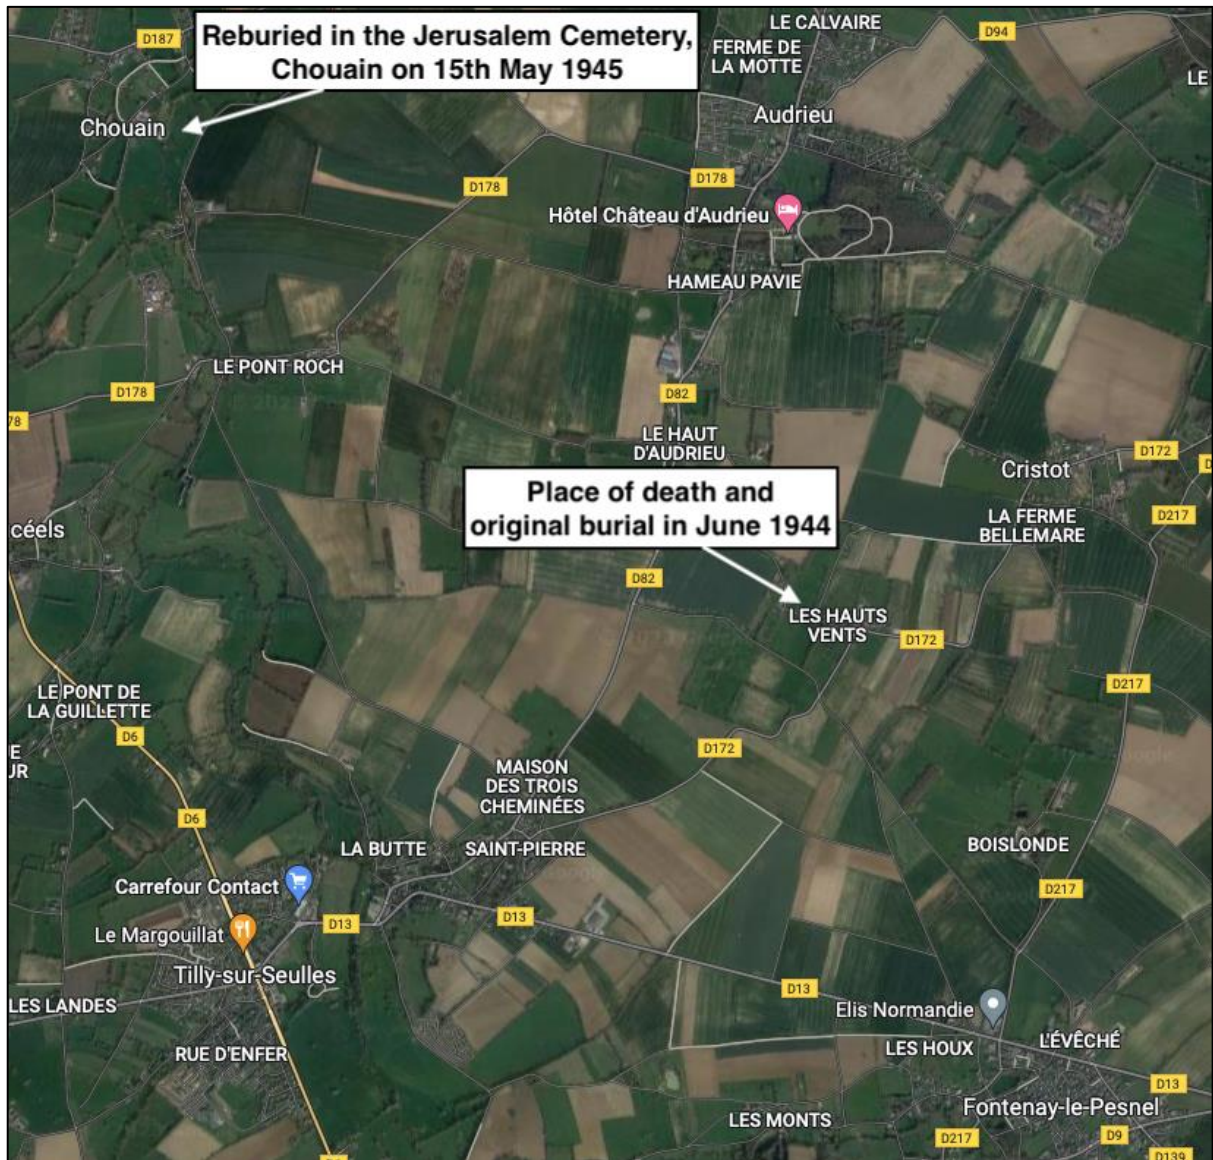 LE CALVAIRE
D187
Reburied in the Jerusalem Cemetery,
Chouain on 15th May 1945
D94
FERME DE
LA MOTTE
LE
Chouain
Audrieu
D178
D178
Hôtel Château d'Audrieu
HAMEAU PAVIE
LE PONT ROCH
D178
D82
78
LE HAUT
D'AUDRIEU
D172
D
Cristot
Place of death and
original burial in June 1944
D217
LA FERME
BELLEMARE
céels
D82
LES HAUTS
VENTS
D172
LE PONT DE
LA GUILLETTE
D217
D6
E
JR
D172
MAISON
DES TROIS
CHEMINÉES
D6
LA BUTTE
SAINT-PIERRE
BOISLONDE
Carrefour Contact
D217
D13
D13
Le Margouillat
Tilly-sur-Seulles
D13
LES LANDES
Elis Normandie
RUE D'ENFER
LES HOUX
L'ÉVÊCHÉ
D13
LES MONTS
Fontenay-le-Pesnel
D217
D9
D139